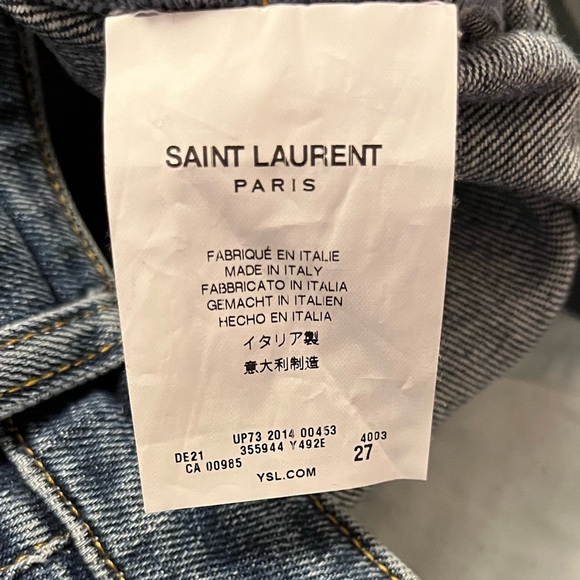 SAINT LAURENT
PARIS
FABRIQUÉ EN ITALIE
MADE IN ITALY
FABBRICATO IN ITALIA
GEMACHT IN ITALIEN
HECHO EN ITALIA
イタリア製
意大利制造
UP73 2014 00453
DE21 355944 Y492E 4003
CA 00985 27
YSL.COM